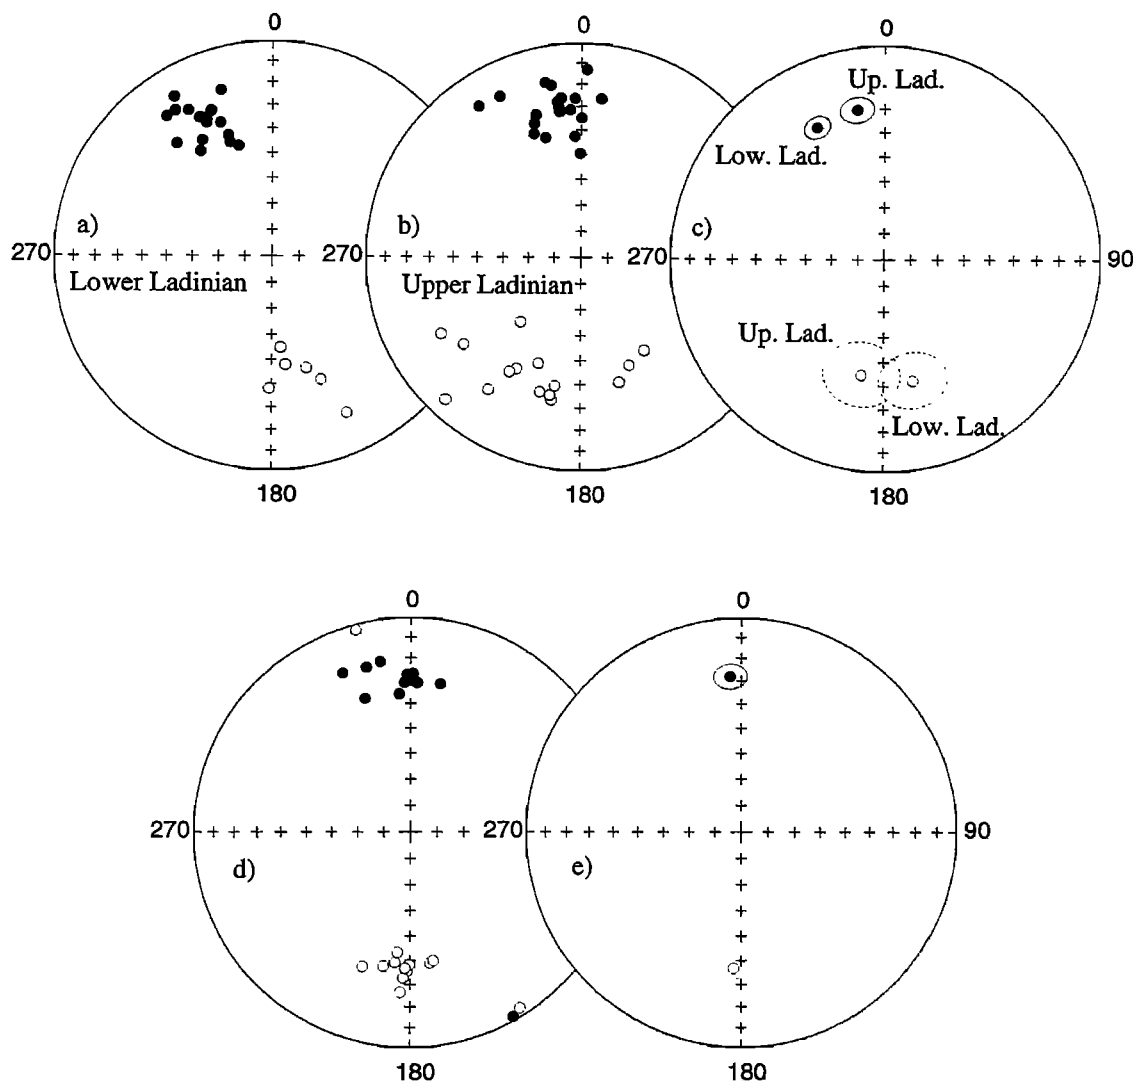 0
0
0
Up. Lad.
Low. Lad.
a)
b)
c)
270
270
270
90
Lower Ladinian
Upper Ladinian
Up. Lad.
Low. Lad.
180
180
180
0
0
270
270
90
d)
e)
180
180